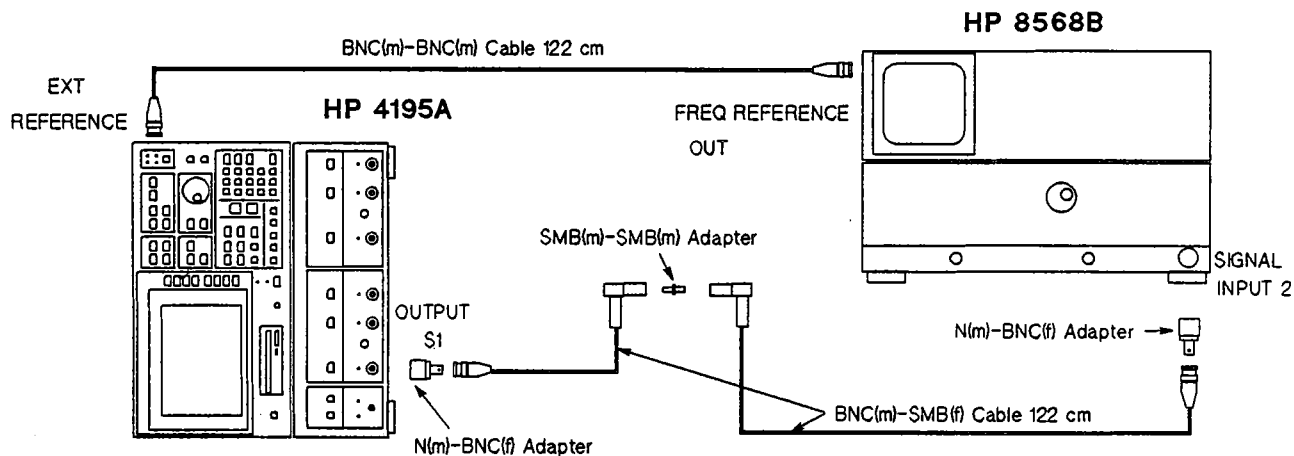 HP 8568B
BNC(m)-BNC(m) Cable 122 cm
EXT
REFERENCE
HP 4195A
FREQ REFERENCE
OUT
SMB(m)-SMB(m) Adapter
SIGNAL
INPUT 2
OUTPUT
S1
N(m)-BNC(f) Adapter
BNC(m)-SMB(f) Cable 122 cm
N(m)-BNC(f) Adapter